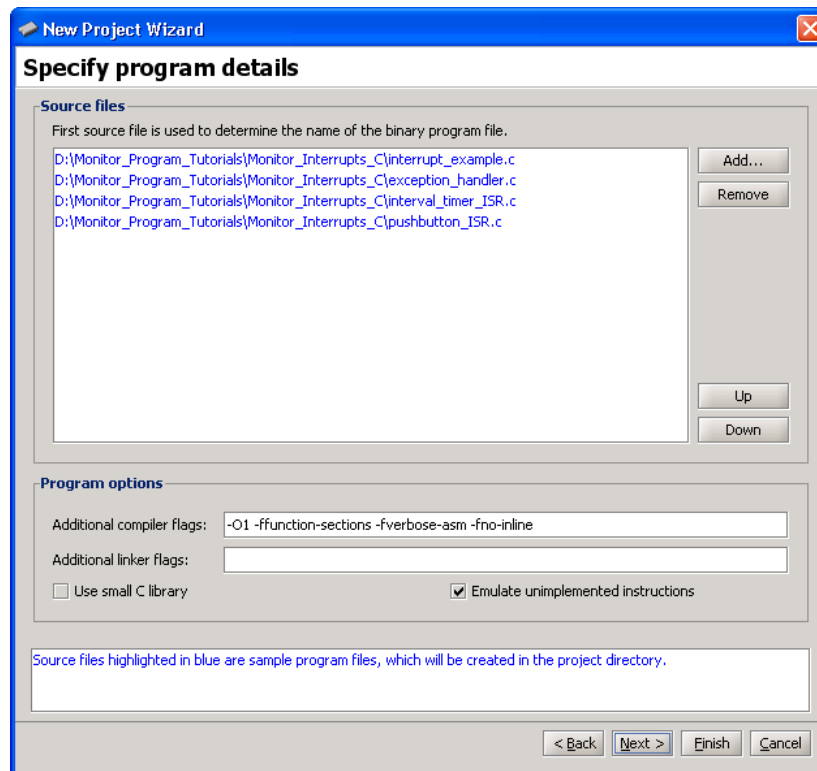 New Project Wizard
Specify program details
Source files
First source file is used to determine the name of the binary program file.
D:\Monitor_Program_Tutorials\Monitor_Interrupts_C\interrupt_example.c
D:\Monitor_Program_Tutorials\Monitor_Interrupts_C\exception_handler.c
D:\Monitor_Program_Tutorials\Monitor_Interrupts_C\interval_timer_ISR.c
D:\Monitor_Program_Tutorials\Monitor_Interrupts_C\pushbutton_ISR.c
Add...
Remove
Up
Down
Program options
Additional compiler flags: -O1 -ffunction-sections -fverbose-asm -fno-inline
Additional linker flags:
Use small C library Emulate unimplemented instructions
Source files highlighted in blue are sample program files, which will be created in the project directory.
< Back Next > Finish Cancel